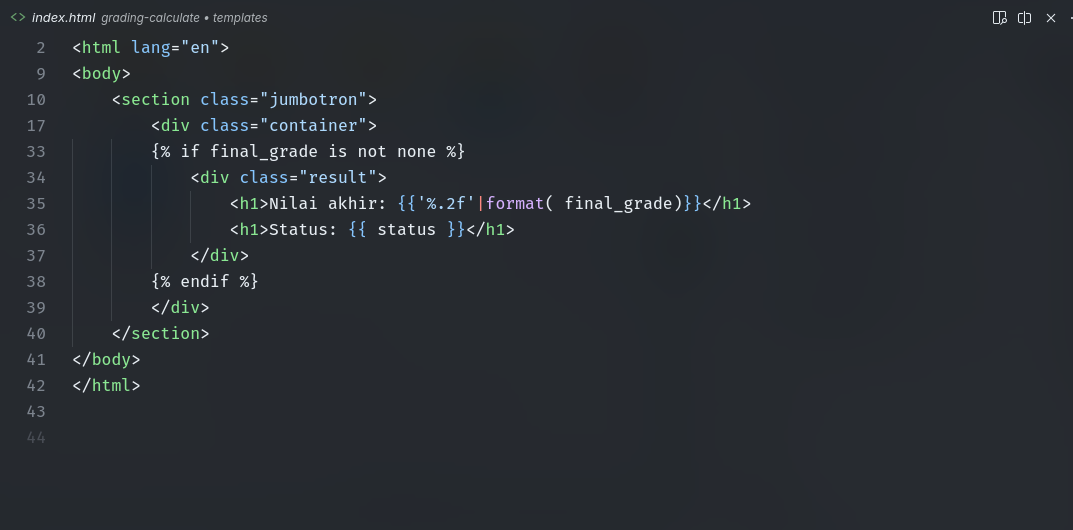 <> index.html grading-calculate • templates
2 <html lang="en">
9 <body>
10     <section class="jumbotron">
17         <div class="container">
33         {% if final_grade is not none %}
34             <div class="result">
35                 <h1>Nilai akhir: {{'%.2f'|format( final_grade)}}</h1>
36                 <h1>Status: {{ status }}</h1>
37             </div>
38         {% endif %}
39         </div>
40     </section>
41 </body>
42 </html>
43
44